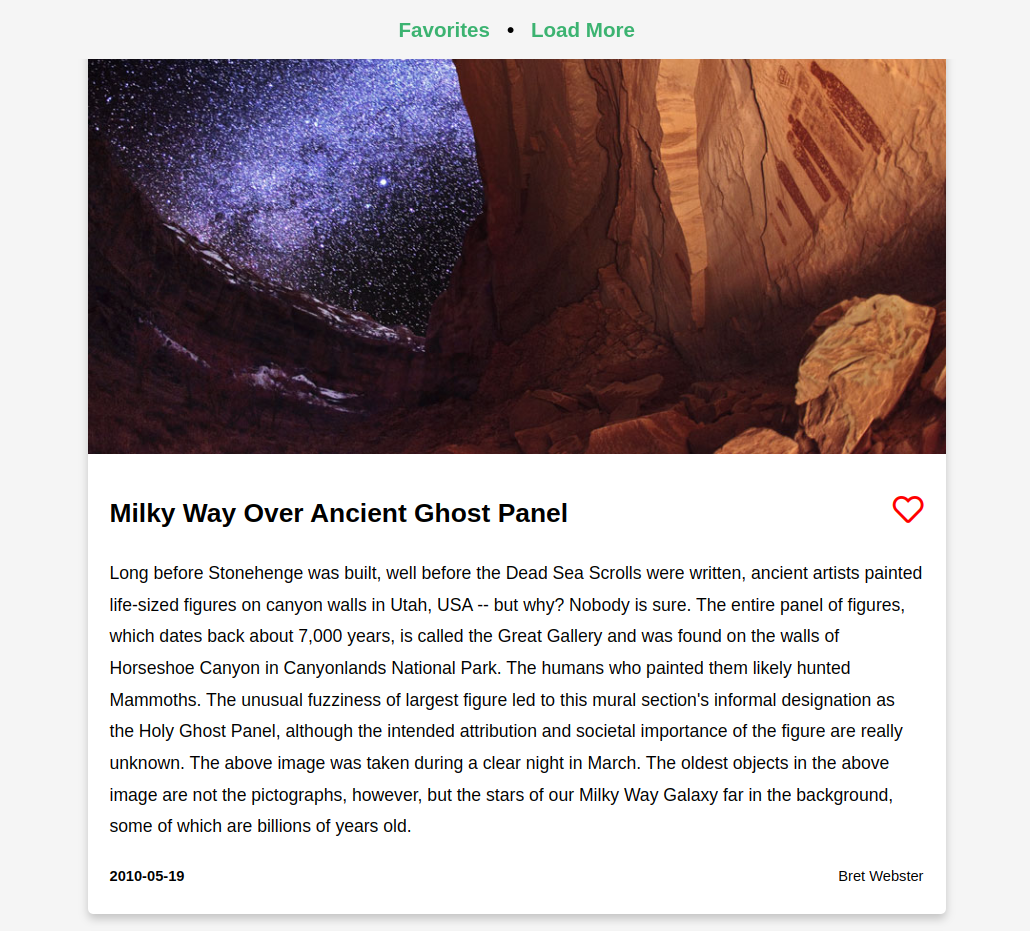 Favorites • Load More
Milky Way Over Ancient Ghost Panel
Long before Stonehenge was built, well before the Dead Sea Scrolls were written, ancient artists painted
life-sized figures on canyon walls in Utah, USA -- but why? Nobody is sure. The entire panel of figures,
which dates back about 7,000 years, is called the Great Gallery and was found on the walls of
Horseshoe Canyon in Canyonlands National Park. The humans who painted them likely hunted
Mammoths. The unusual fuzziness of largest figure led to this mural section's informal designation as
the Holy Ghost Panel, although the intended attribution and societal importance of the figure are really
unknown. The above image was taken during a clear night in March. The oldest objects in the above
image are not the pictographs, however, but the stars of our Milky Way Galaxy far in the background,
some of which are billions of years old.
2010-05-19 Bret Webster